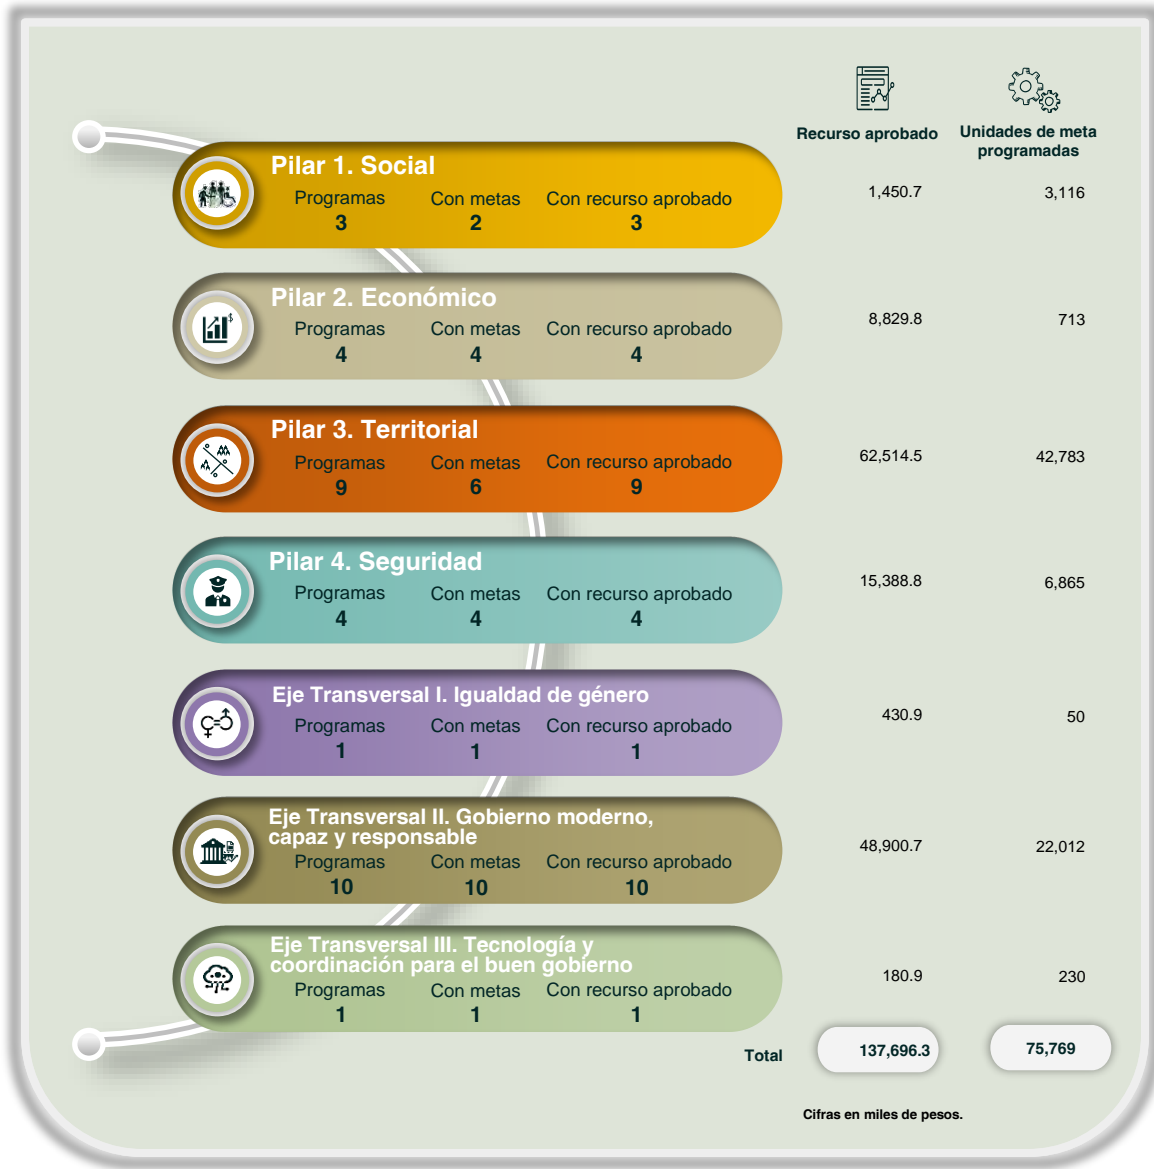 Recurso aprobado
Unidades de meta
programadas
Pilar 1. Social
Programas Con metas Con recurso aprobado
3 2 3
1,450.7 3,116
Pilar 2. Económico
Programas Con metas Con recurso aprobado
4 4 4
8,829.8 713
Pilar 3. Territorial
Programas Con metas Con recurso aprobado
9 6 9
62,514.5 42,783
Pilar 4. Seguridad
Programas Con metas Con recurso aprobado
4 4 4
15,388.8 6,865
Eje Transversal I. Igualdad de género
Programas Con metas Con recurso aprobado
1 1 1
430.9 50
Eje Transversal II. Gobierno moderno,
capaz y responsable
Programas Con metas Con recurso aprobado
10 10 10
48,900.7 22,012
Eje Transversal III. Tecnología y
coordinación para el buen gobierno
Programas Con metas Con recurso aprobado
1 1 1
180.9 230
Total 137,696.3 75,769
Cifras en miles de pesos.